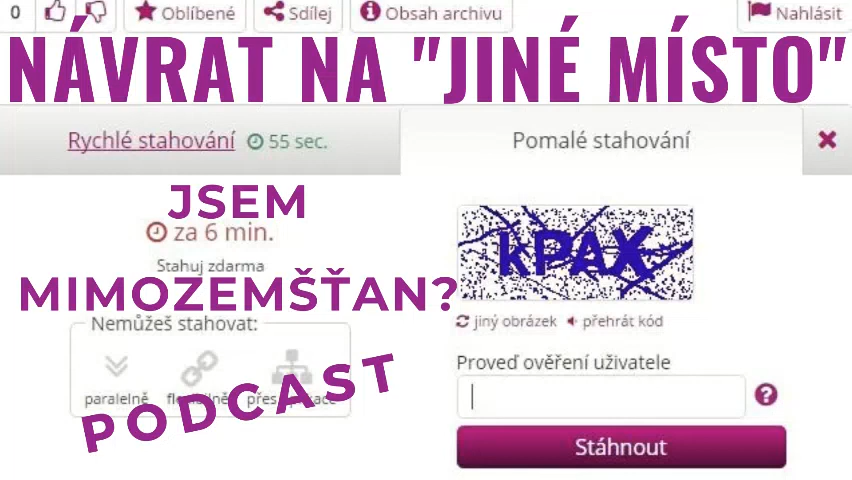 0 Oblíbené Sdílej Obsah archivu Nahlásit
NÁVRAT NA "JINÉ MÍSTO"
Rychlé stahování 55 sec. Pomalé stahování
JSEM
za 6 min.
Stahuj zdarma
MIMOZEMŠŤAN?
kPAX
jiný obrázek přehrát kód
Nemůžeš stahovat:
Proveď ověření uživatele
paralelně
PODCAST
Stáhnout